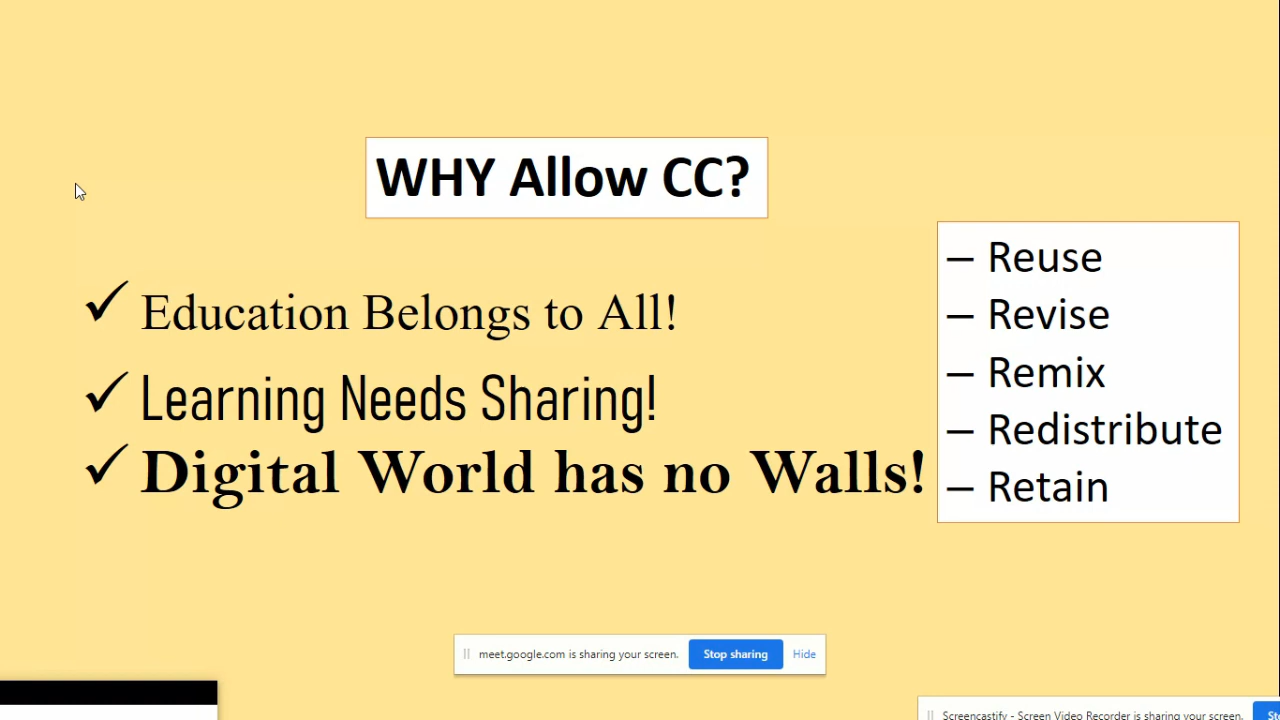 WHY Allow CC?
✓ Education Belongs to All!
✓ Learning Needs Sharing!
✓ Digital World has no Walls!
– Reuse
– Revise
– Remix
– Redistribute
– Retain
meet.google.com is sharing your screen. Stop sharing Hide
Screencastify - Screen Video Recorder is sharing your screen.